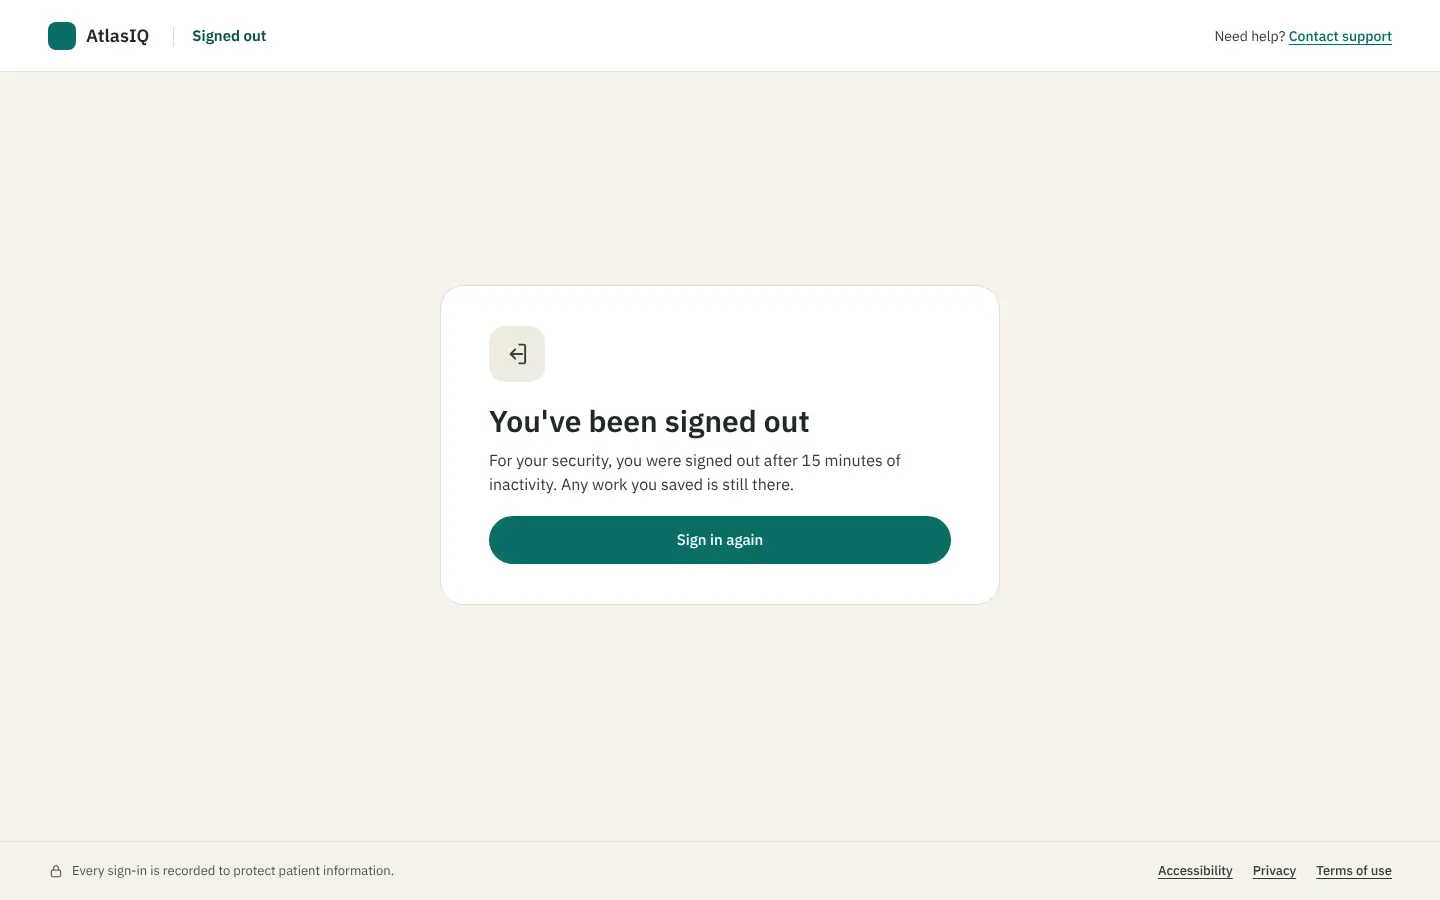 AtlasIQ
Signed out
Need help? Contact support
You've been signed out
For your security, you were signed out after 15 minutes of
inactivity. Any work you saved is still there.
Sign in again
Every sign-in is recorded to protect patient information.
Accessibility
Privacy
Terms of use